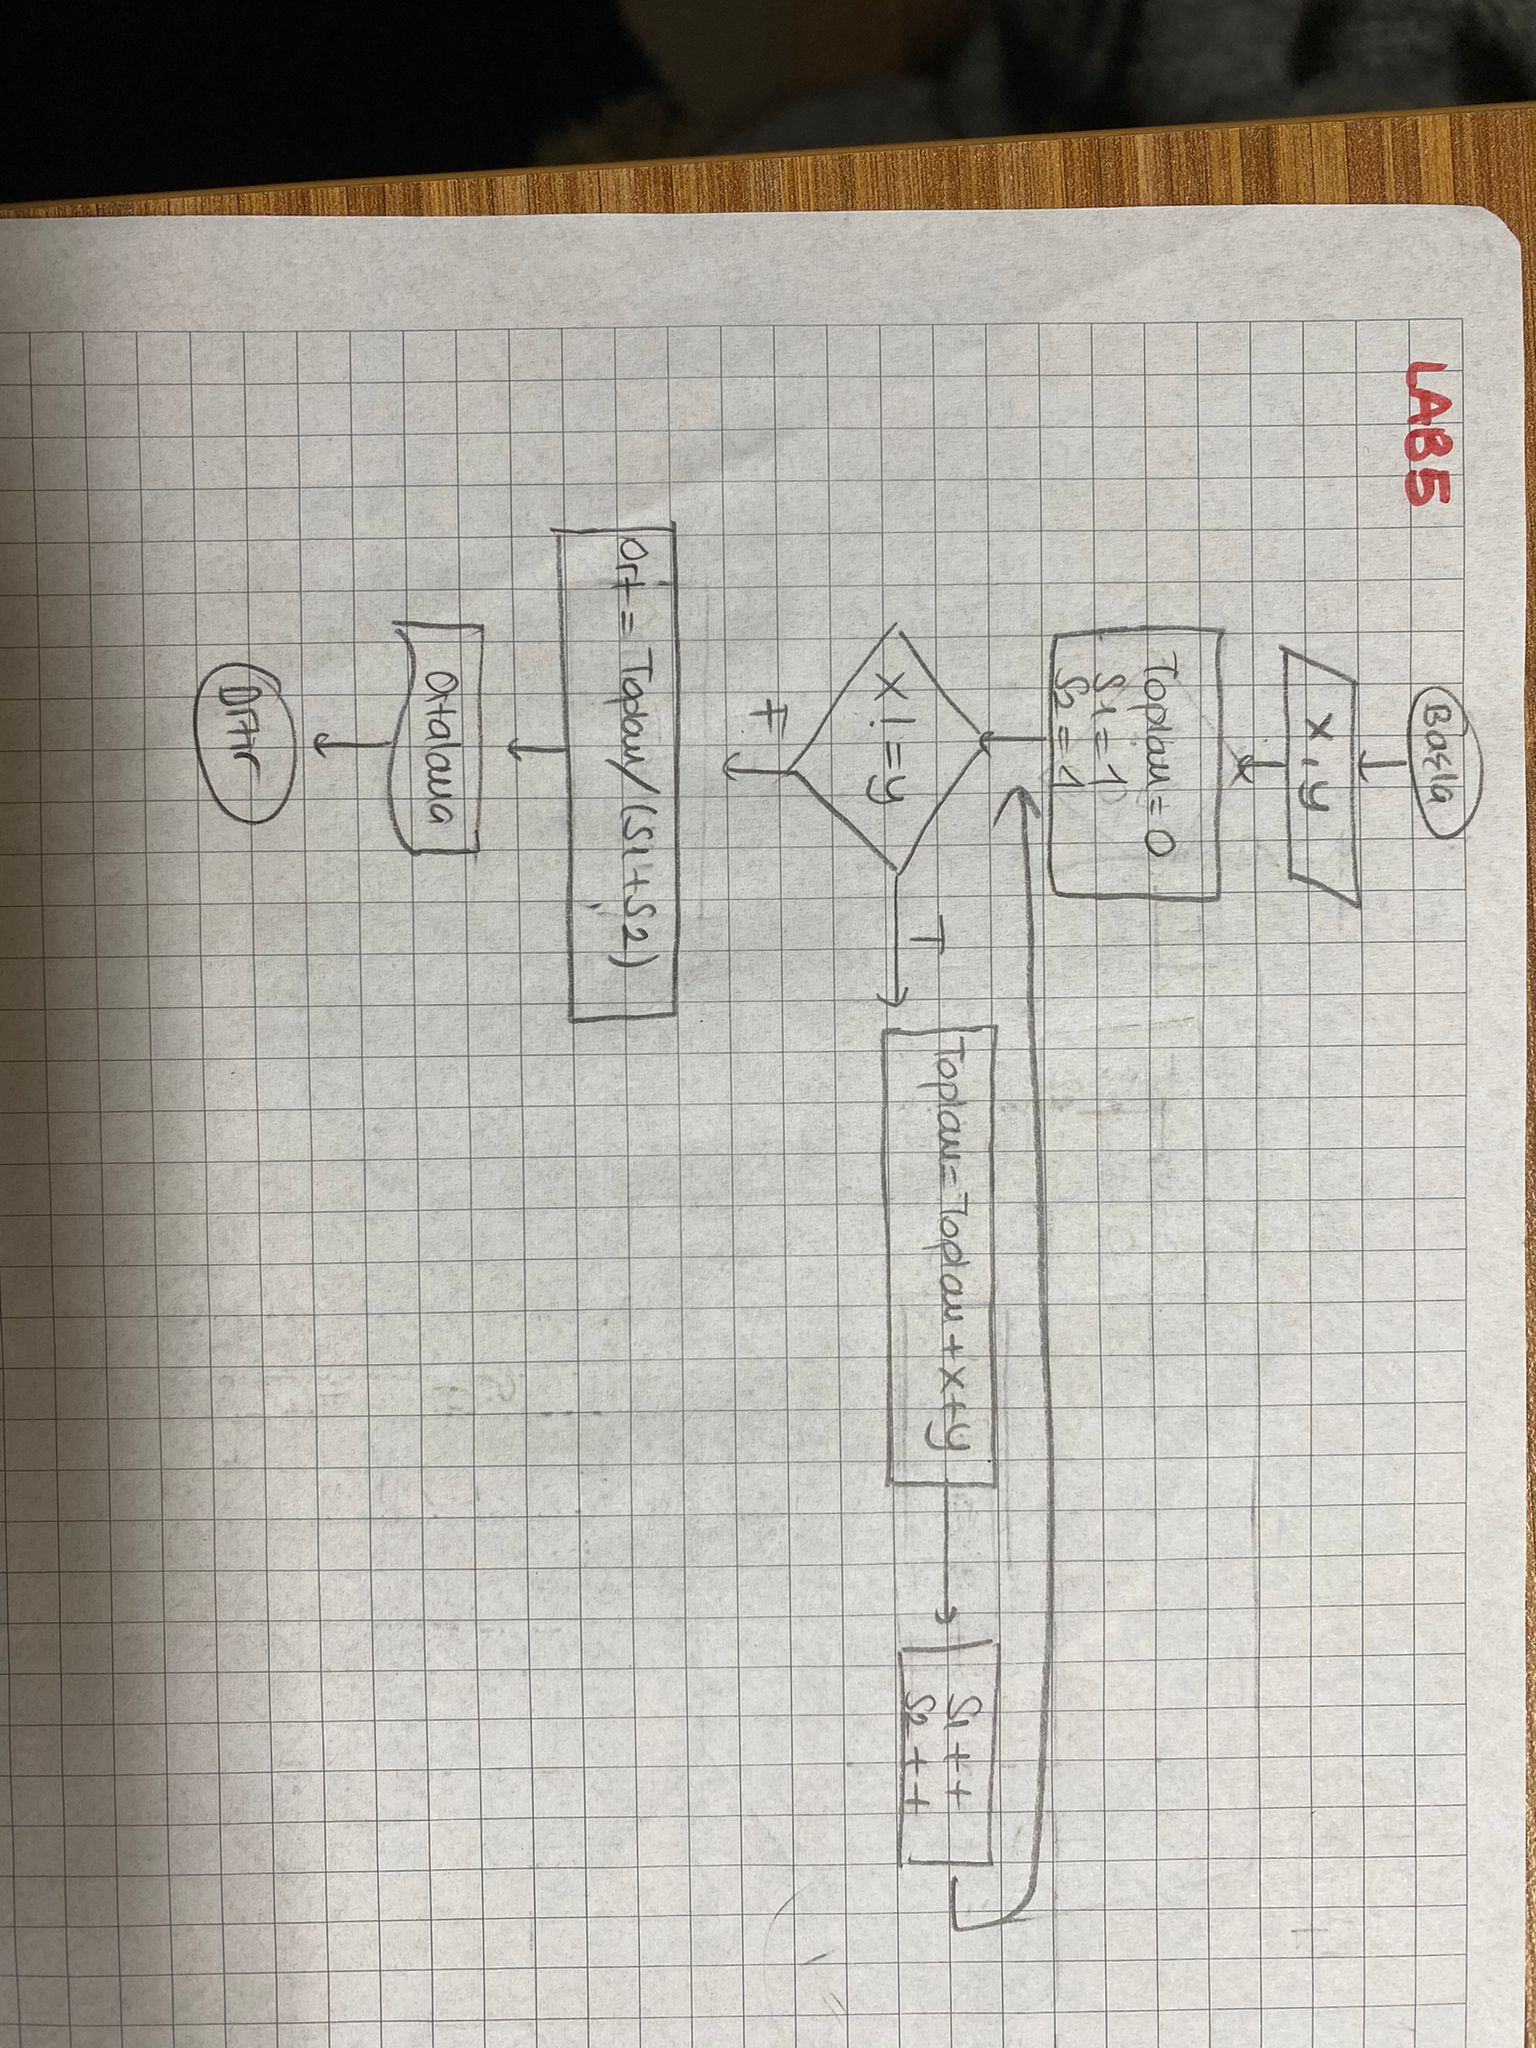 LAB5
Başla
x,y
Toplam=0
S1=1
S2=1
x!=y
T
Toplam=Toplam+x+y
S1++
S2++
F
Ort=Toplam/(S1+S2)
Ortalama
Bitir